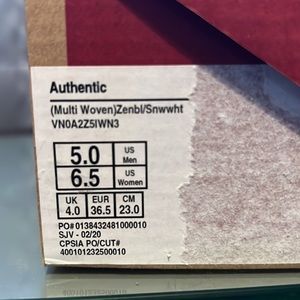 Authentic
(Multi Woven)Zenbl/Snwwht
VN0A2Z5IWN3
5.0 US Men
6.5 US Women
UK EUR CM
4.0 36.5 23.0
PO# 0138432481000010
SJV - 02/20
CPSIA PO/CUT#
400101232500010